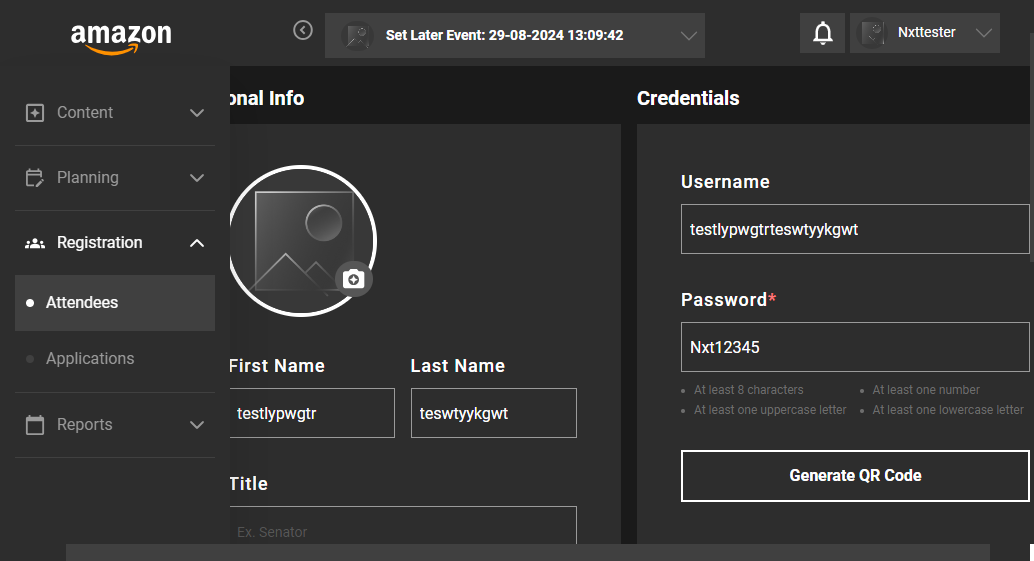 amazon
Set Later Event: 29-08-2024 13:09:42
Nxttester
Content
Planning
Registration
Attendees
Applications
Reports
onal Info
First Name
Last Name
testlypwgtr
teswtyykgwt
Title
Ex. Senator
Credentials
Username
testlypwgtrteswtyykgwt
Password*
Nxt12345
At least 8 characters
At least one number
At least one uppercase letter
At least one lowercase letter
Generate QR Code